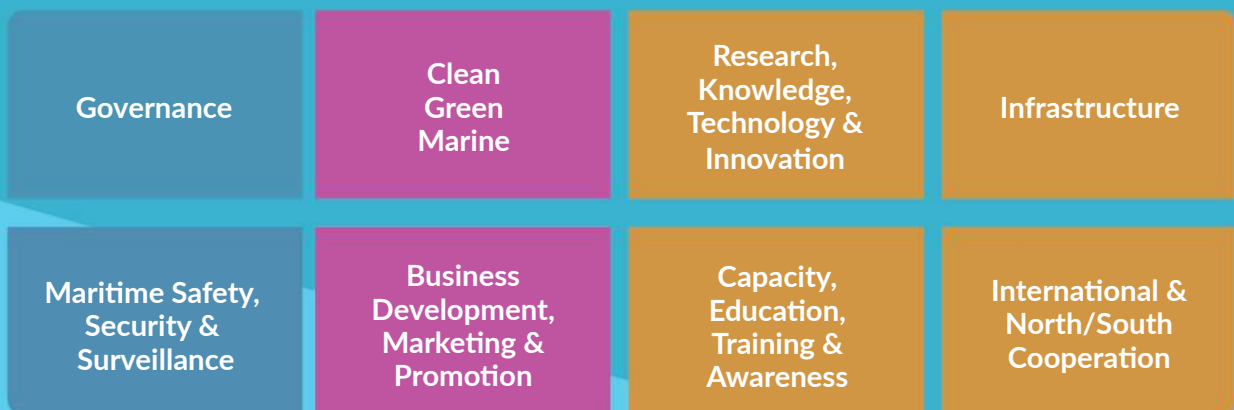 Governance
Clean
Green
Marine
Research,
Knowledge,
Technology &
Innovation
Infrastructure
Maritime Safety,
Security &
Surveillance
Business
Development,
Marketing &
Promotion
Capacity,
Education,
Training &
Awareness
International &
North/South
Cooperation